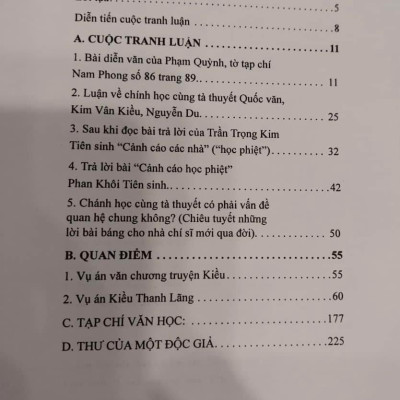 5
Diễn tiến cuộc tranh luận 8
A. CUỘC TRANH LUẬN 11
1. Bài diễn văn của Phạm Quỳnh, tờ tạp chí
Nam Phong số 86 trang 89. 11
2. Luận về chính học cùng tà thuyết Quốc văn,
Kim Vân Kiều, Nguyễn Du. 25
3. Sau khi đọc bài trả lời của Trần Trọng Kim
Tiên sinh “Cảnh cáo các nhà” (“học phiệt”) 32
4. Trả lời bài “Cảnh cáo học phiệt”
Phan Khôi Tiên sinh. 42
5. Chánh học cùng tà thuyết có phải vấn đề
quan hệ chung không? (Chiêu tuyết những
lời bài báng cho nhà chí sĩ mới qua đời). 50
B. QUAN ĐIỂM 55
1. Vụ án văn chương truyện Kiều 55
2. Vụ án Kiều Thanh Lãng 60
C. TẠP CHÍ VĂN HỌC: 177
D. THƯ CỦA MỘT ĐỘC GIẢ 225